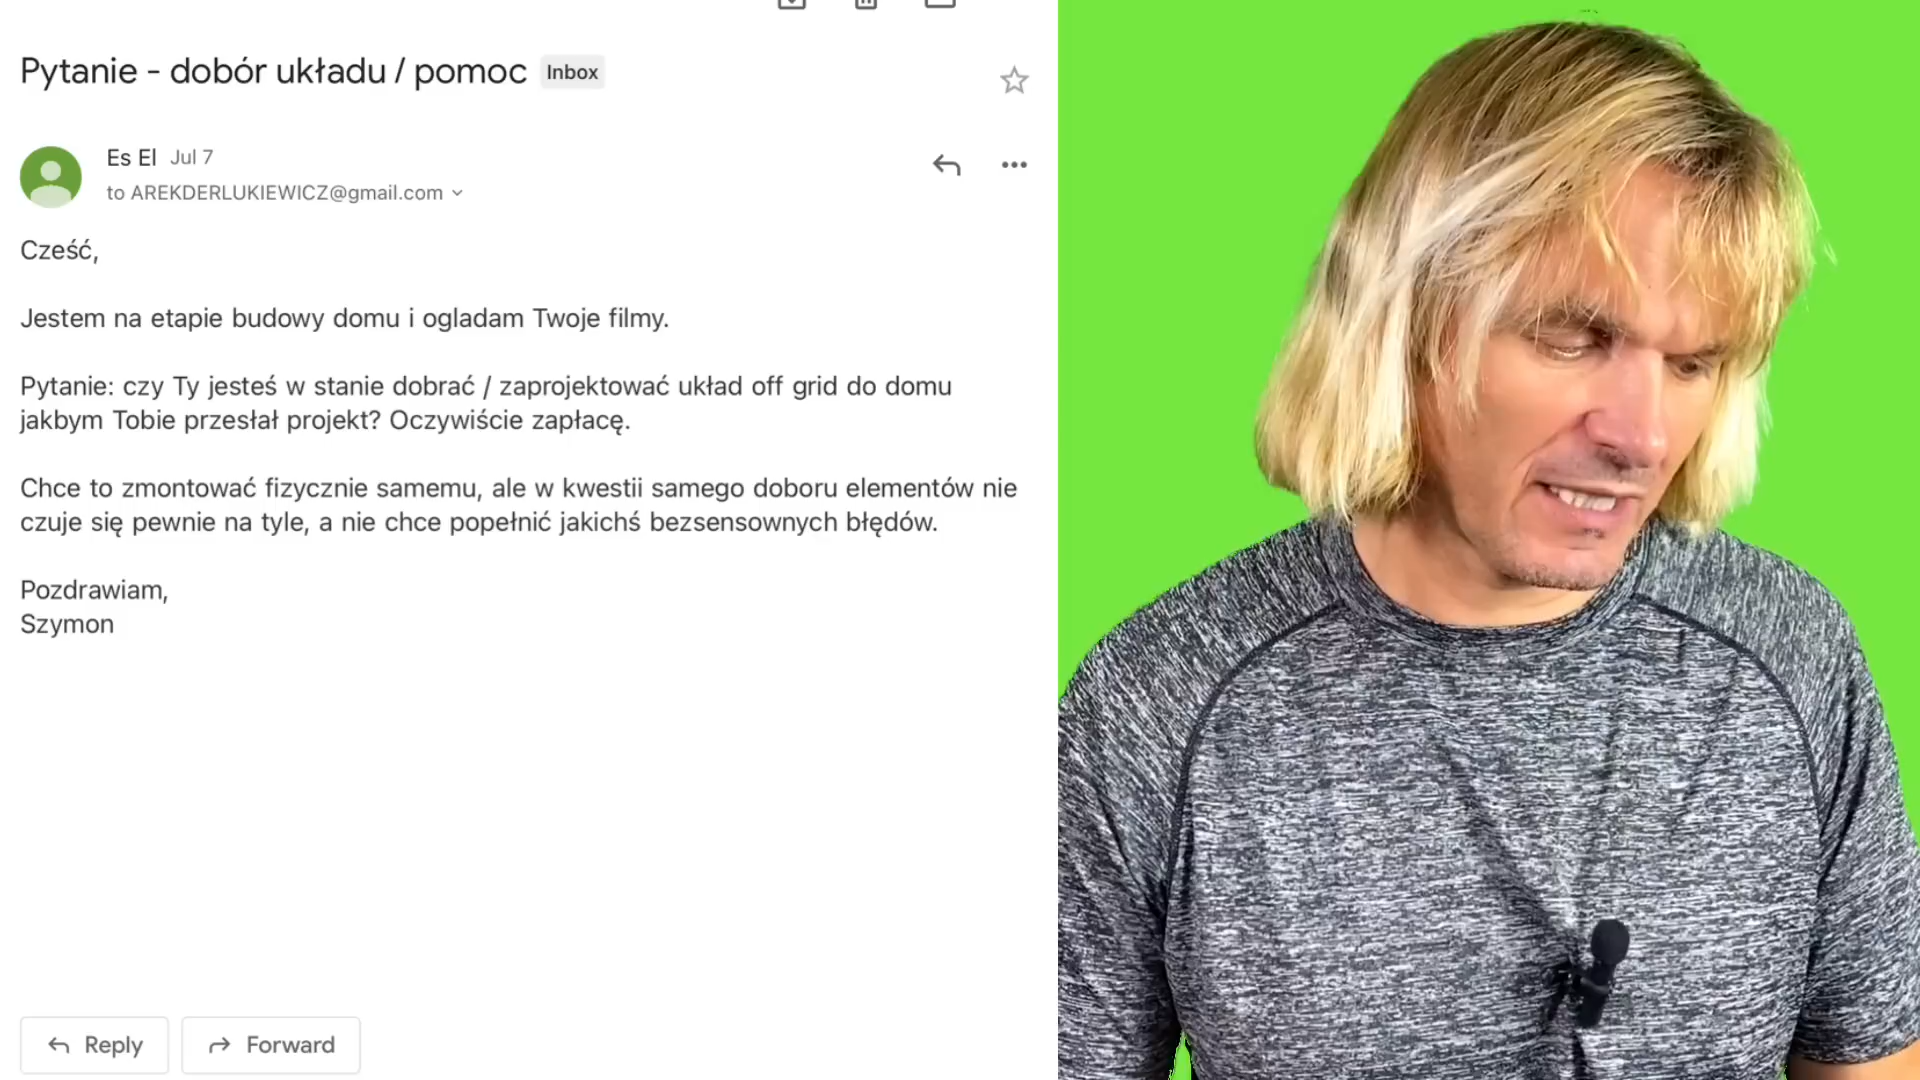 Pytanie - dobór układu / pomoc Inbox
Es El Jul 7
to AREKDERLUKIEWICZ@gmail.com
Cześć,
Jestem na etapie budowy domu i ogladam Twoje filmy.
Pytanie: czy Ty jesteś w stanie dobrać / zaprojektować układ off grid do domu
jakbym Tobie przesłał projekt? Oczywiście zapłacę.
Chce to zmontować fizycznie samemu, ale w kwestii samego doboru elementów nie
czuje się pewnie na tyle, a nie chce popełnić jakichś bezsensownych błędów.
Pozdrawiam,
Szymon
Reply Forward